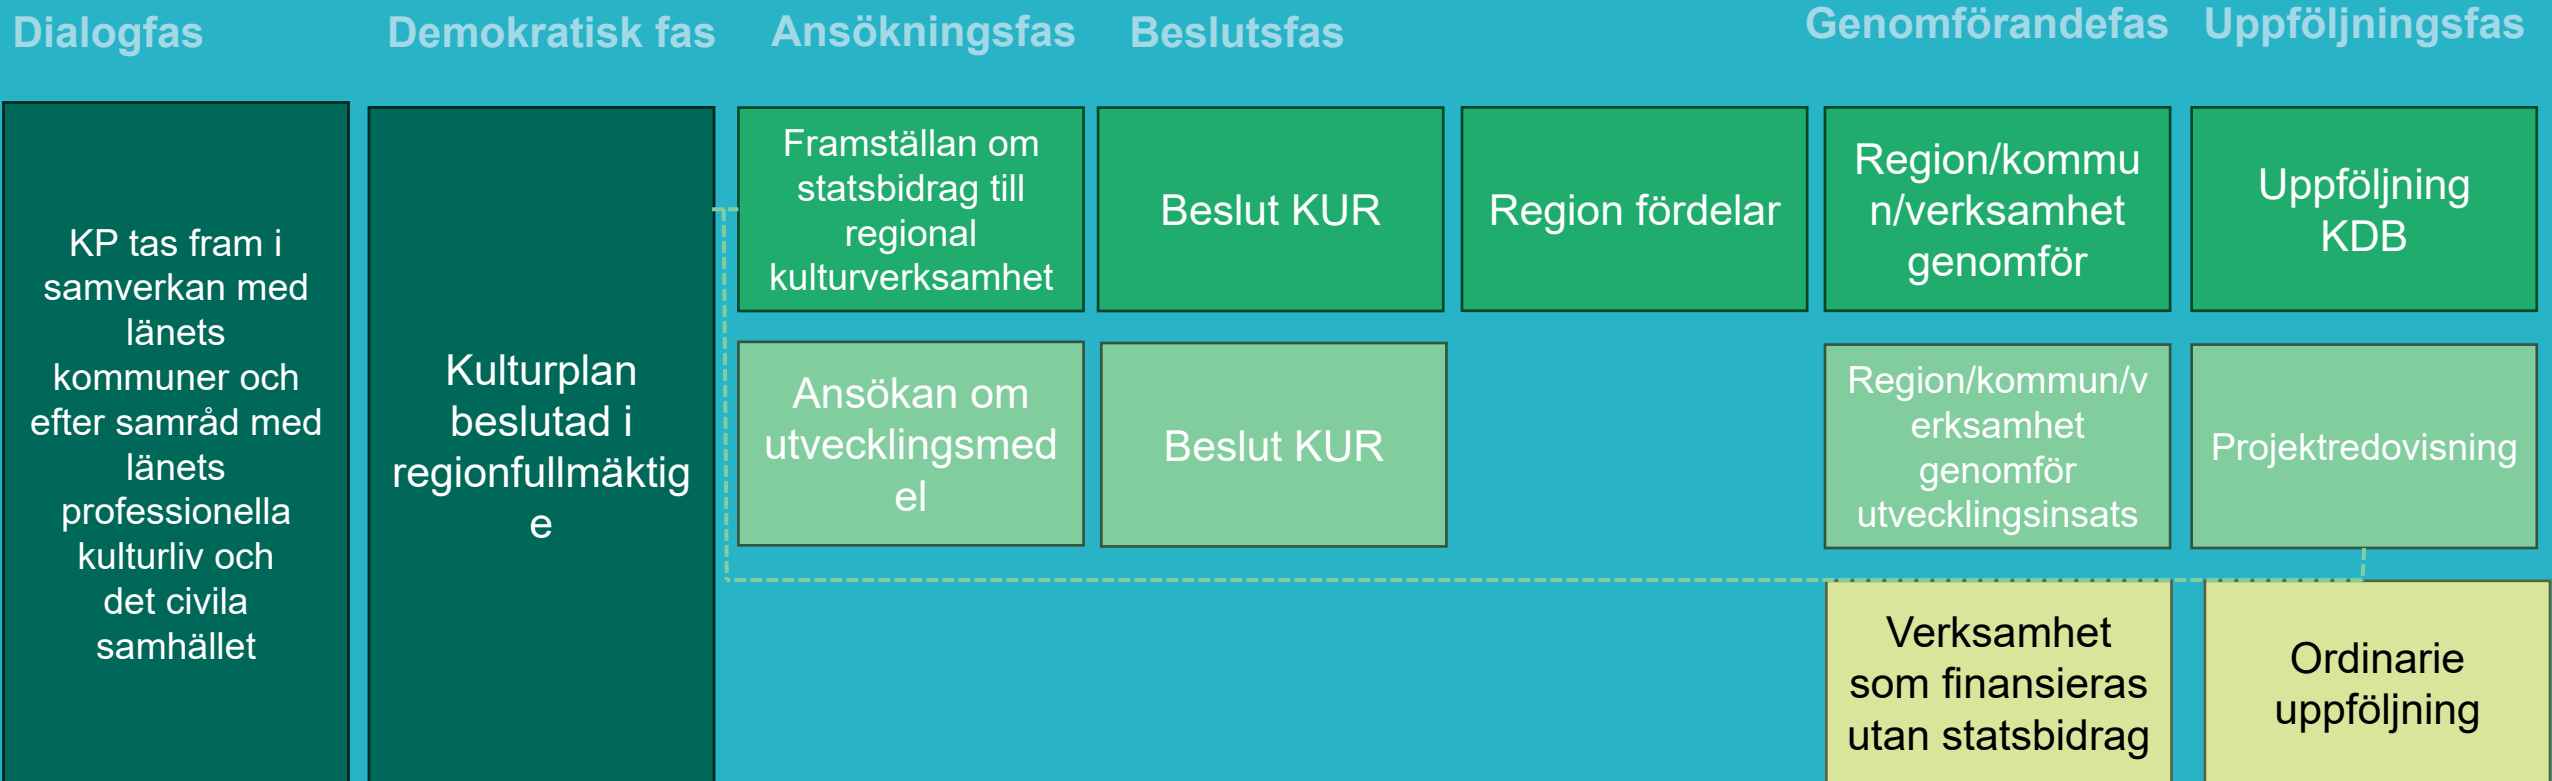 Dialogfas
Demokratisk fas
Ansökningsfas
Beslutsfas
Genomförandefas
Uppföljningsfas
KP tas fram i
samverkan med
länets
kommuner och
efter samråd med
länets
professionella
kulturliv och
det civila
samhället
Kulturplan
beslutad i
regionfullmäktig
e
Framställan om
statsbidrag till
regional
kulturverksamhet
Beslut KUR
Region fördelar
Region/kommu
n/verksamhet
genomför
Uppföljning
KDB
Ansökan om
utvecklingsmed
el
Beslut KUR
Region/kommun/v
erksamhet
genomför
utvecklingsinsats
Projektredovisning
Verksamhet
som finansieras
utan statsbidrag
Ordinarie
uppföljning